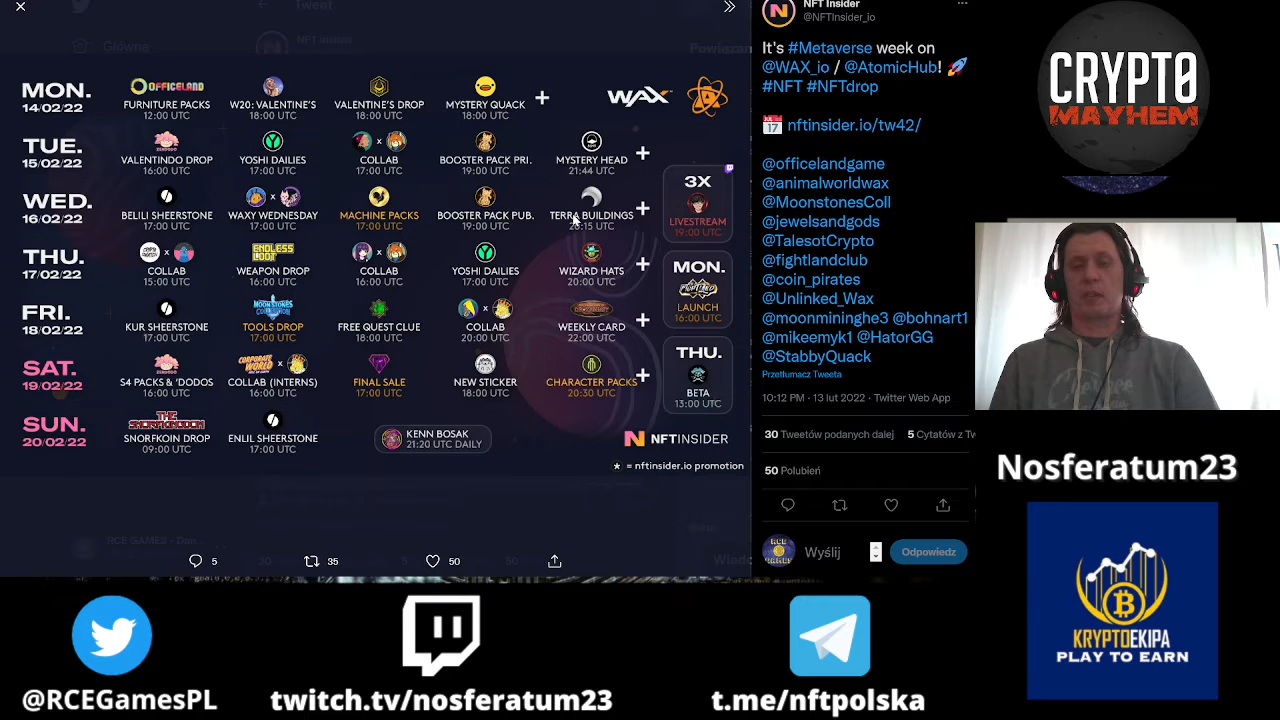 MON.
14/02/22
OFFICELAND
FURNITURE PACKS
12:00 UTC
W20: VALENTINE'S
18:00 UTC
VALENTINE'S DROP
18:00 UTC
MYSTERY QUACK
18:00 UTC
+
WAX
TUE.
15/02/22
VALENTINDO DROP
16:00 UTC
YOSHI DAILIES
17:00 UTC
X
COLLAB
17:00 UTC
BOOSTER PACK PRI.
19:00 UTC
MYSTERY HEAD
21:44 UTC
+
WED.
16/02/22
BELILI SHEERSTONE
17:00 UTC
X
WAXY WEDNESDAY
17:00 UTC
MACHINE PACKS
17:00 UTC
BOOSTER PACK PUB.
19:00 UTC
TERRA BUILDINGS
+
3X
LIVESTREAM
19:00 UTC
THU.
17/02/22
X
COLLAB
15:00 UTC
ENDLESS
LOOT
WEAPON DROP
16:00 UTC
X
COLLAB
16:00 UTC
YOSHI DAILIES
17:00 UTC
WIZARD HATS
20:00 UTC
+
MON.
LAUNCH
16:00 UTC
FRI.
18/02/22
KUR SHEERSTONE
17:00 UTC
MOONSTONES
TOOLS DROP
17:00 UTC
FREE QUEST CLUE
18:00 UTC
X
COLLAB
20:00 UTC
WEEKLY CARD
22:00 UTC
+
SAT.
19/02/22
S4 PACKS & 'DODOS
16:00 UTC
CORPORATE
WORLD
X
COLLAB (INTERNS)
16:00 UTC
FINAL SALE
17:00 UTC
NEW STICKER
18:00 UTC
CHARACTER PACKS
20:30 UTC
+
THU.
BETA
13:00 UTC
SUN.
20/02/22
SNORFKOIN DROP
09:00 UTC
ENLIL SHEERSTONE
17:00 UTC
KENN BOSAK
21:20 UTC DAILY
N NFTINSIDER
* = nftinsider.io promotion
5
35
50
NFT Insider
@NFTInsider_io
It's #Metaverse week on
@WAX_io / @AtomicHub!
#NFT #NFTdrop
17 nftinsider.io/tw42/
@officelandgame
@animalworldwax
@MoonstonesColl
@jewelsandgods
@TalesotCrypto
@fightlandclub
@coin_pirates
@Unlinked_Wax
@moonmininghe3 @bohnart1
@mikeemyk1 @HatorGG
@StabbyQuack
Przetłumacz Tweeta
10:12 PM · 13 lut 2022 · Twitter Web App
30 Tweetów podanych dalej 5 Cytatów z Tw
50 Polubień
Wyślij
Odpowiedz
CRYPTO
MAYHEM
Nosferatum23
KRYPTOEKIPA
PLAY TO EARN
@RCEGamesPL
twitch.tv/nosferatum23
t.me/nftpolska